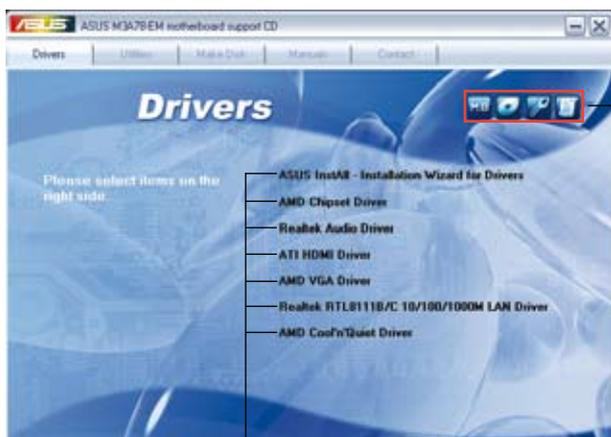 ASUS M3A78-EM motherboard support CD
Drivers Utilities Make Disk Manuals Contact
Drivers
Please select items on the
right side.
ASUS InstAll - Installation Wizard for Drivers
AMD Chipset Driver
Realtek Audio Driver
ATI HDMI Driver
AMD VGA Driver
Realtek RTL8111B/C 10/100/1000M LAN Driver
AMD Cool'n'Quiet Driver